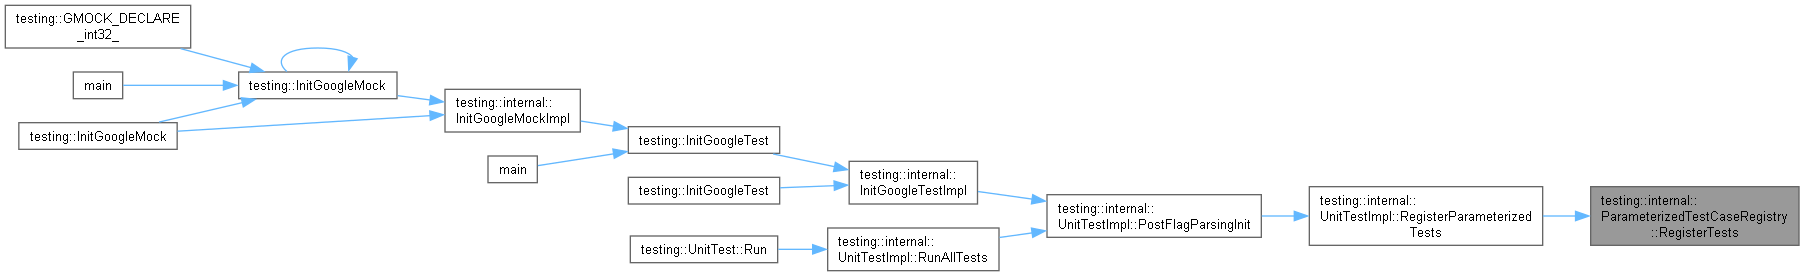 testing::GMOCK_DECLARE
_int32_
main
testing::InitGoogleMock
testing::InitGoogleMock
testing::internal::
InitGoogleMockImpl
testing::InitGoogleTest
main
testing::InitGoogleTest
testing::internal::
InitGoogleTestImpl
testing::UnitTest::Run
testing::internal::
UnitTestImpl::RunAllTests
testing::internal::
UnitTestImpl::PostFlagParsingInit
testing::internal::
UnitTestImpl::RegisterParameterized
Tests
testing::internal::
ParameterizedTestCaseRegistry
::RegisterTests